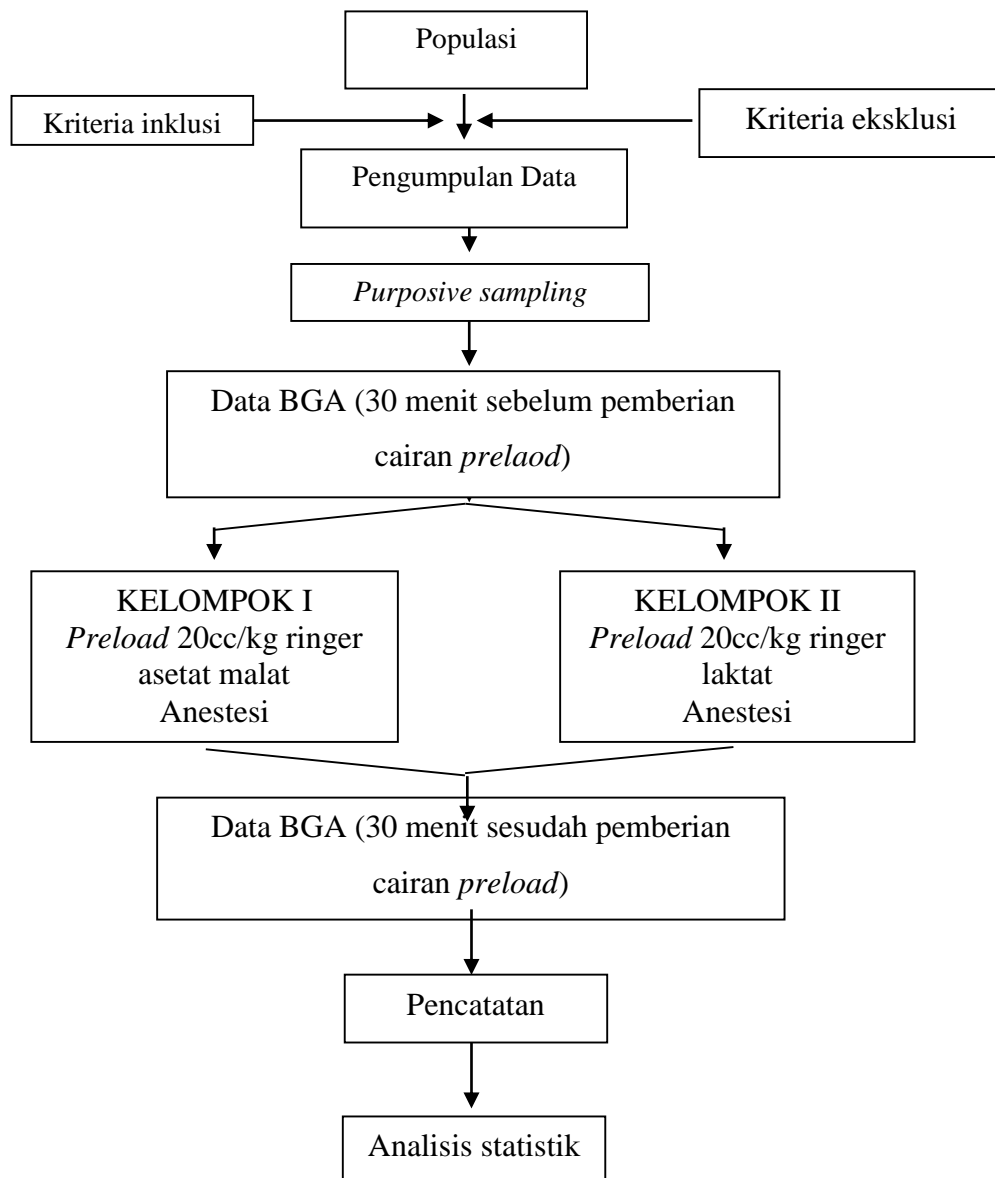 Populasi
Kriteria inklusi
Kriteria eksklusi
Pengumpulan Data
Purposive sampling
Data BGA (30 menit sebelum pemberian
cairan prelaod)
KELOMPOK I
Preload 20cc/kg ringer
asetat malat
Anestesi
KELOMPOK II
Preload 20cc/kg ringer
laktat
Anestesi
Data BGA (30 menit sesudah pemberian
cairan preload)
Pencatatan
Analisis statistik